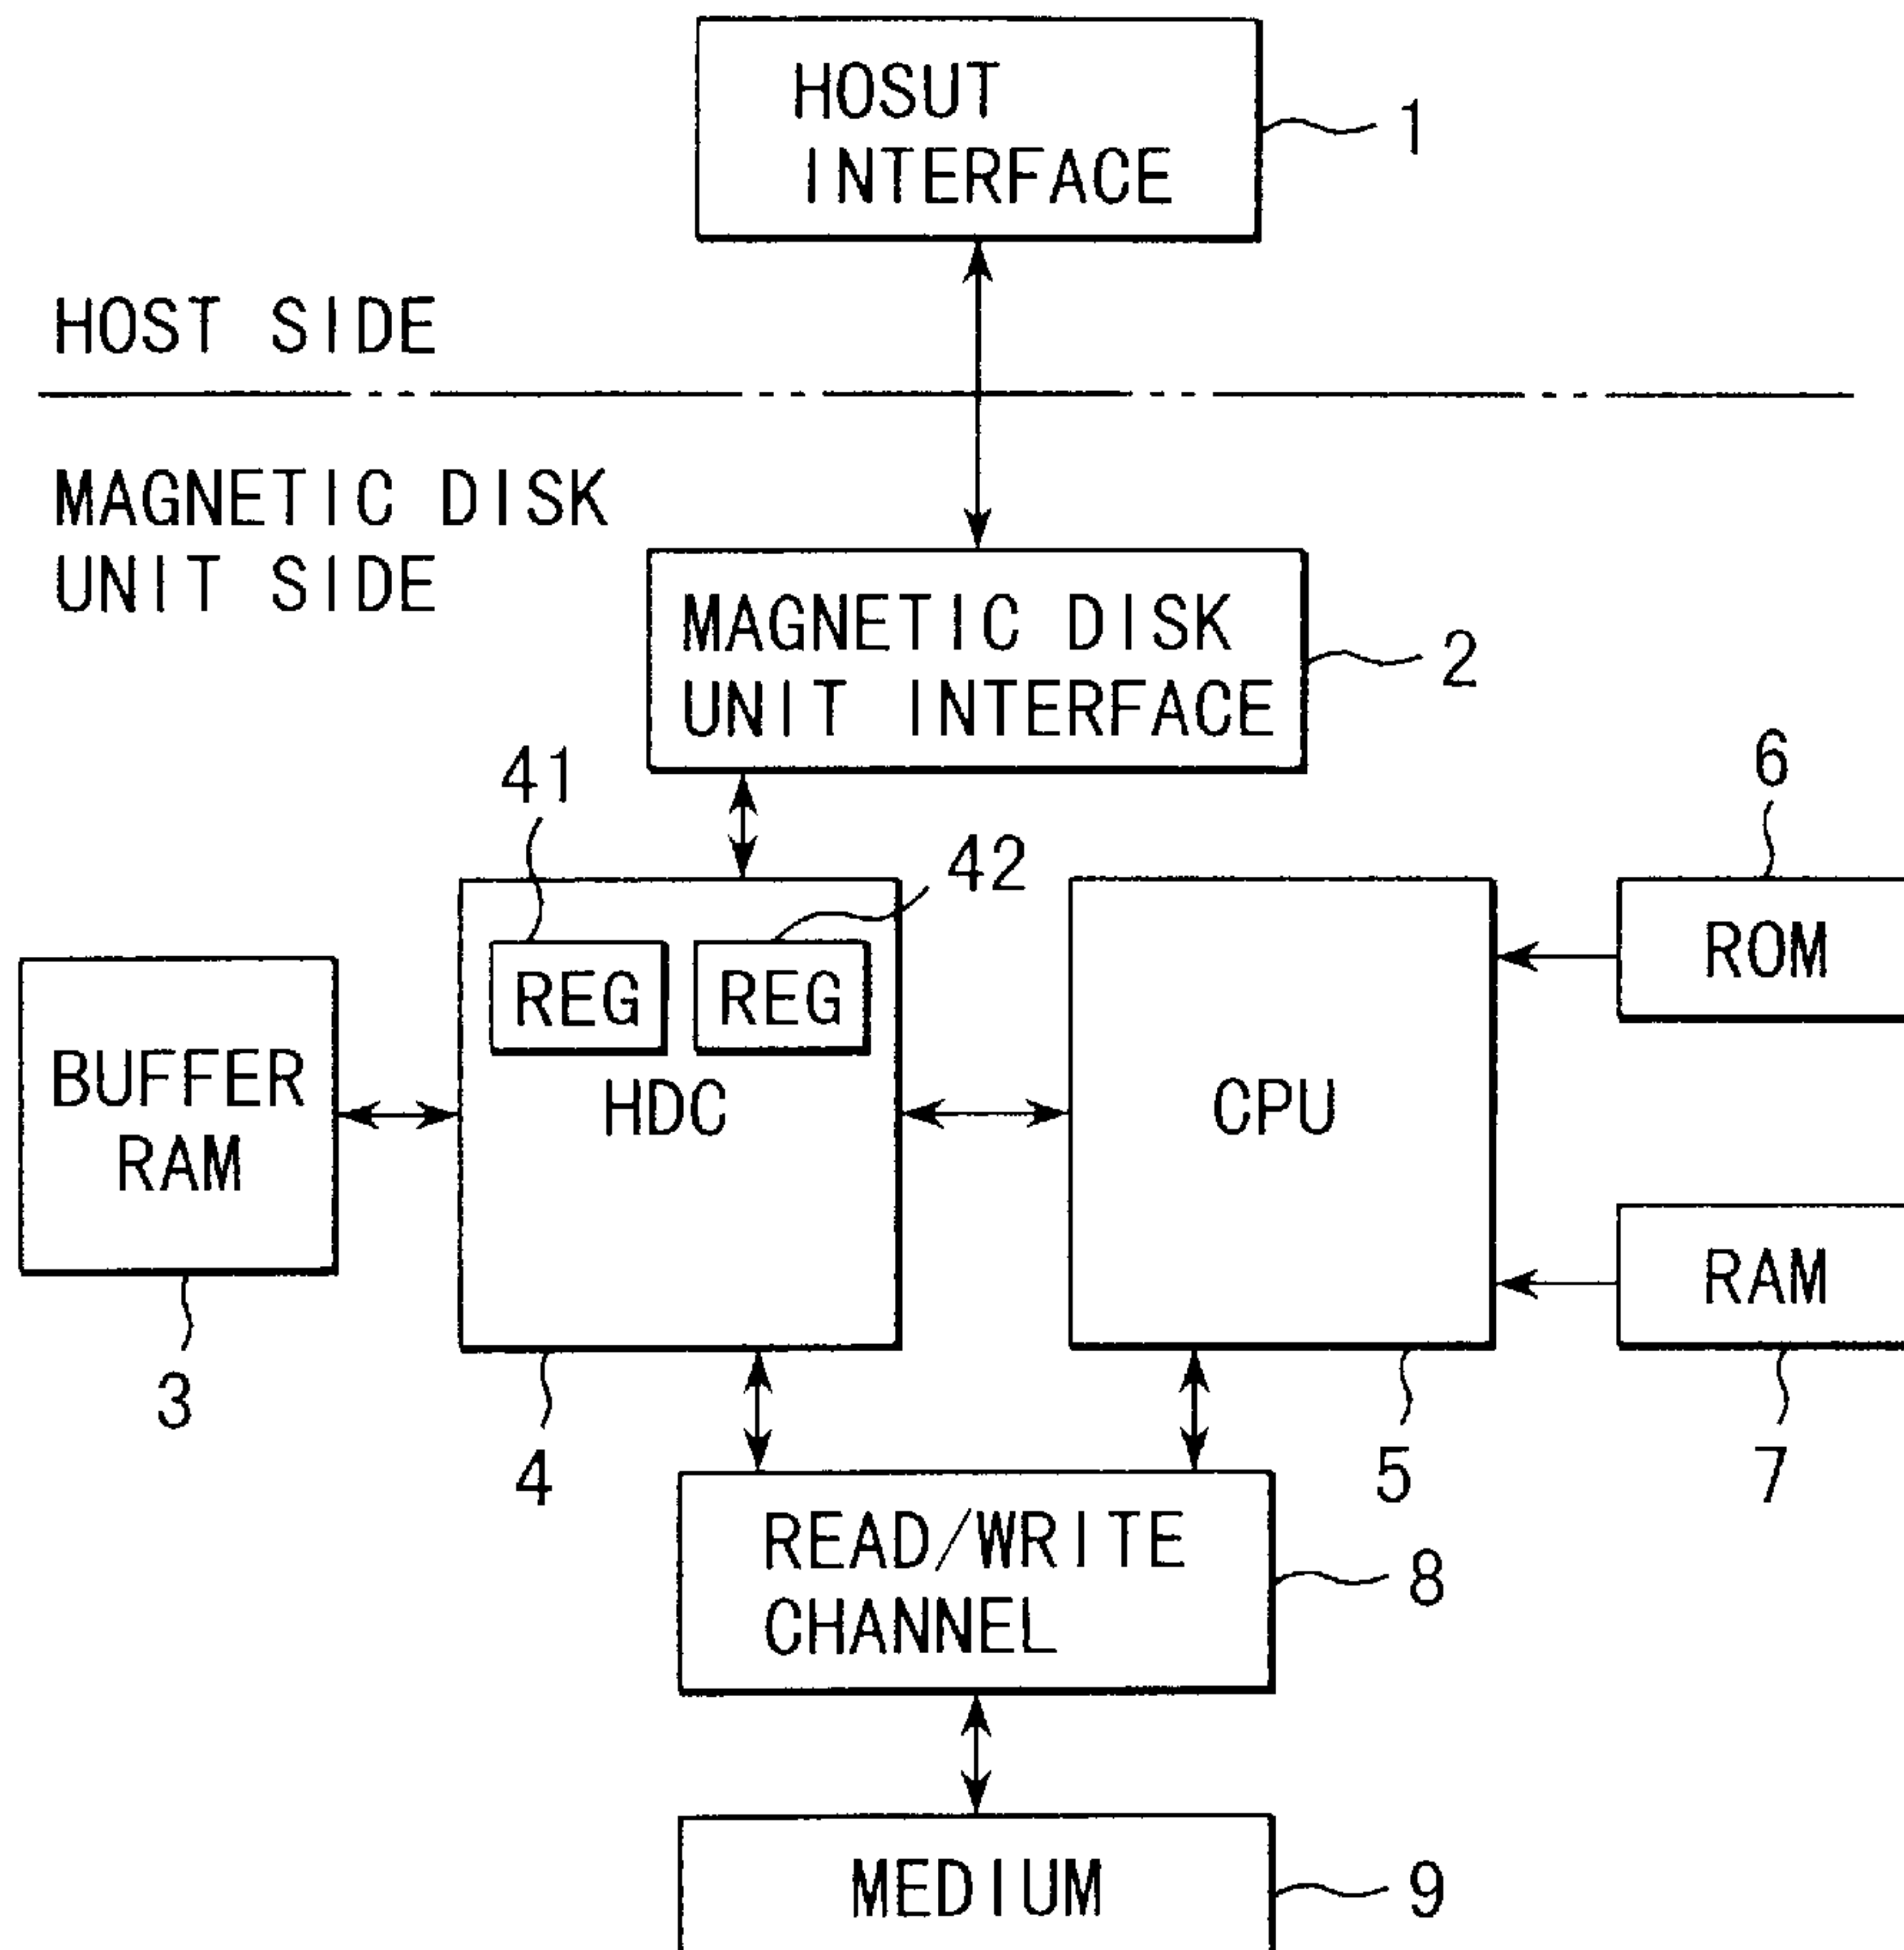 HOSUT
INTERFACE
1
HOST SIDE
MAGNETIC DISK
UNIT SIDE
MAGNETIC DISK
UNIT INTERFACE
2
41
42
6
REG
REG
ROM
BUFFER
RAM
HDC
CPU
RAM
3
4
5
7
READ/WRITE
CHANNEL
8
MEDIUM
9